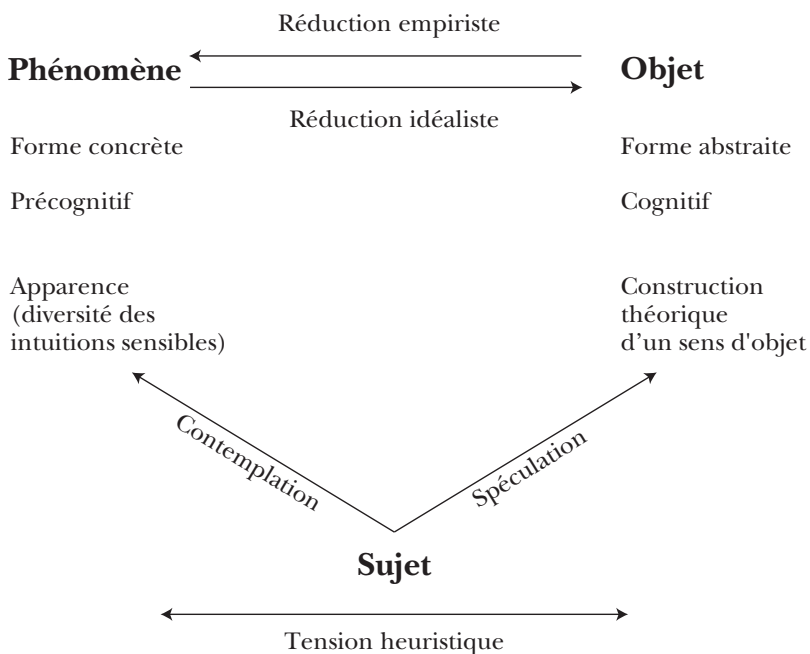 Réduction empiriste
Phénomène
Objet
Réduction idéaliste
Forme concrète
Forme abstraite
Précognitif
Cognitif
Apparence
(diversité des
intuitions sensibles)
Construction
théorique
d’un sens d'objet
Contemplation
Spéculation
Sujet
Tension heuristique